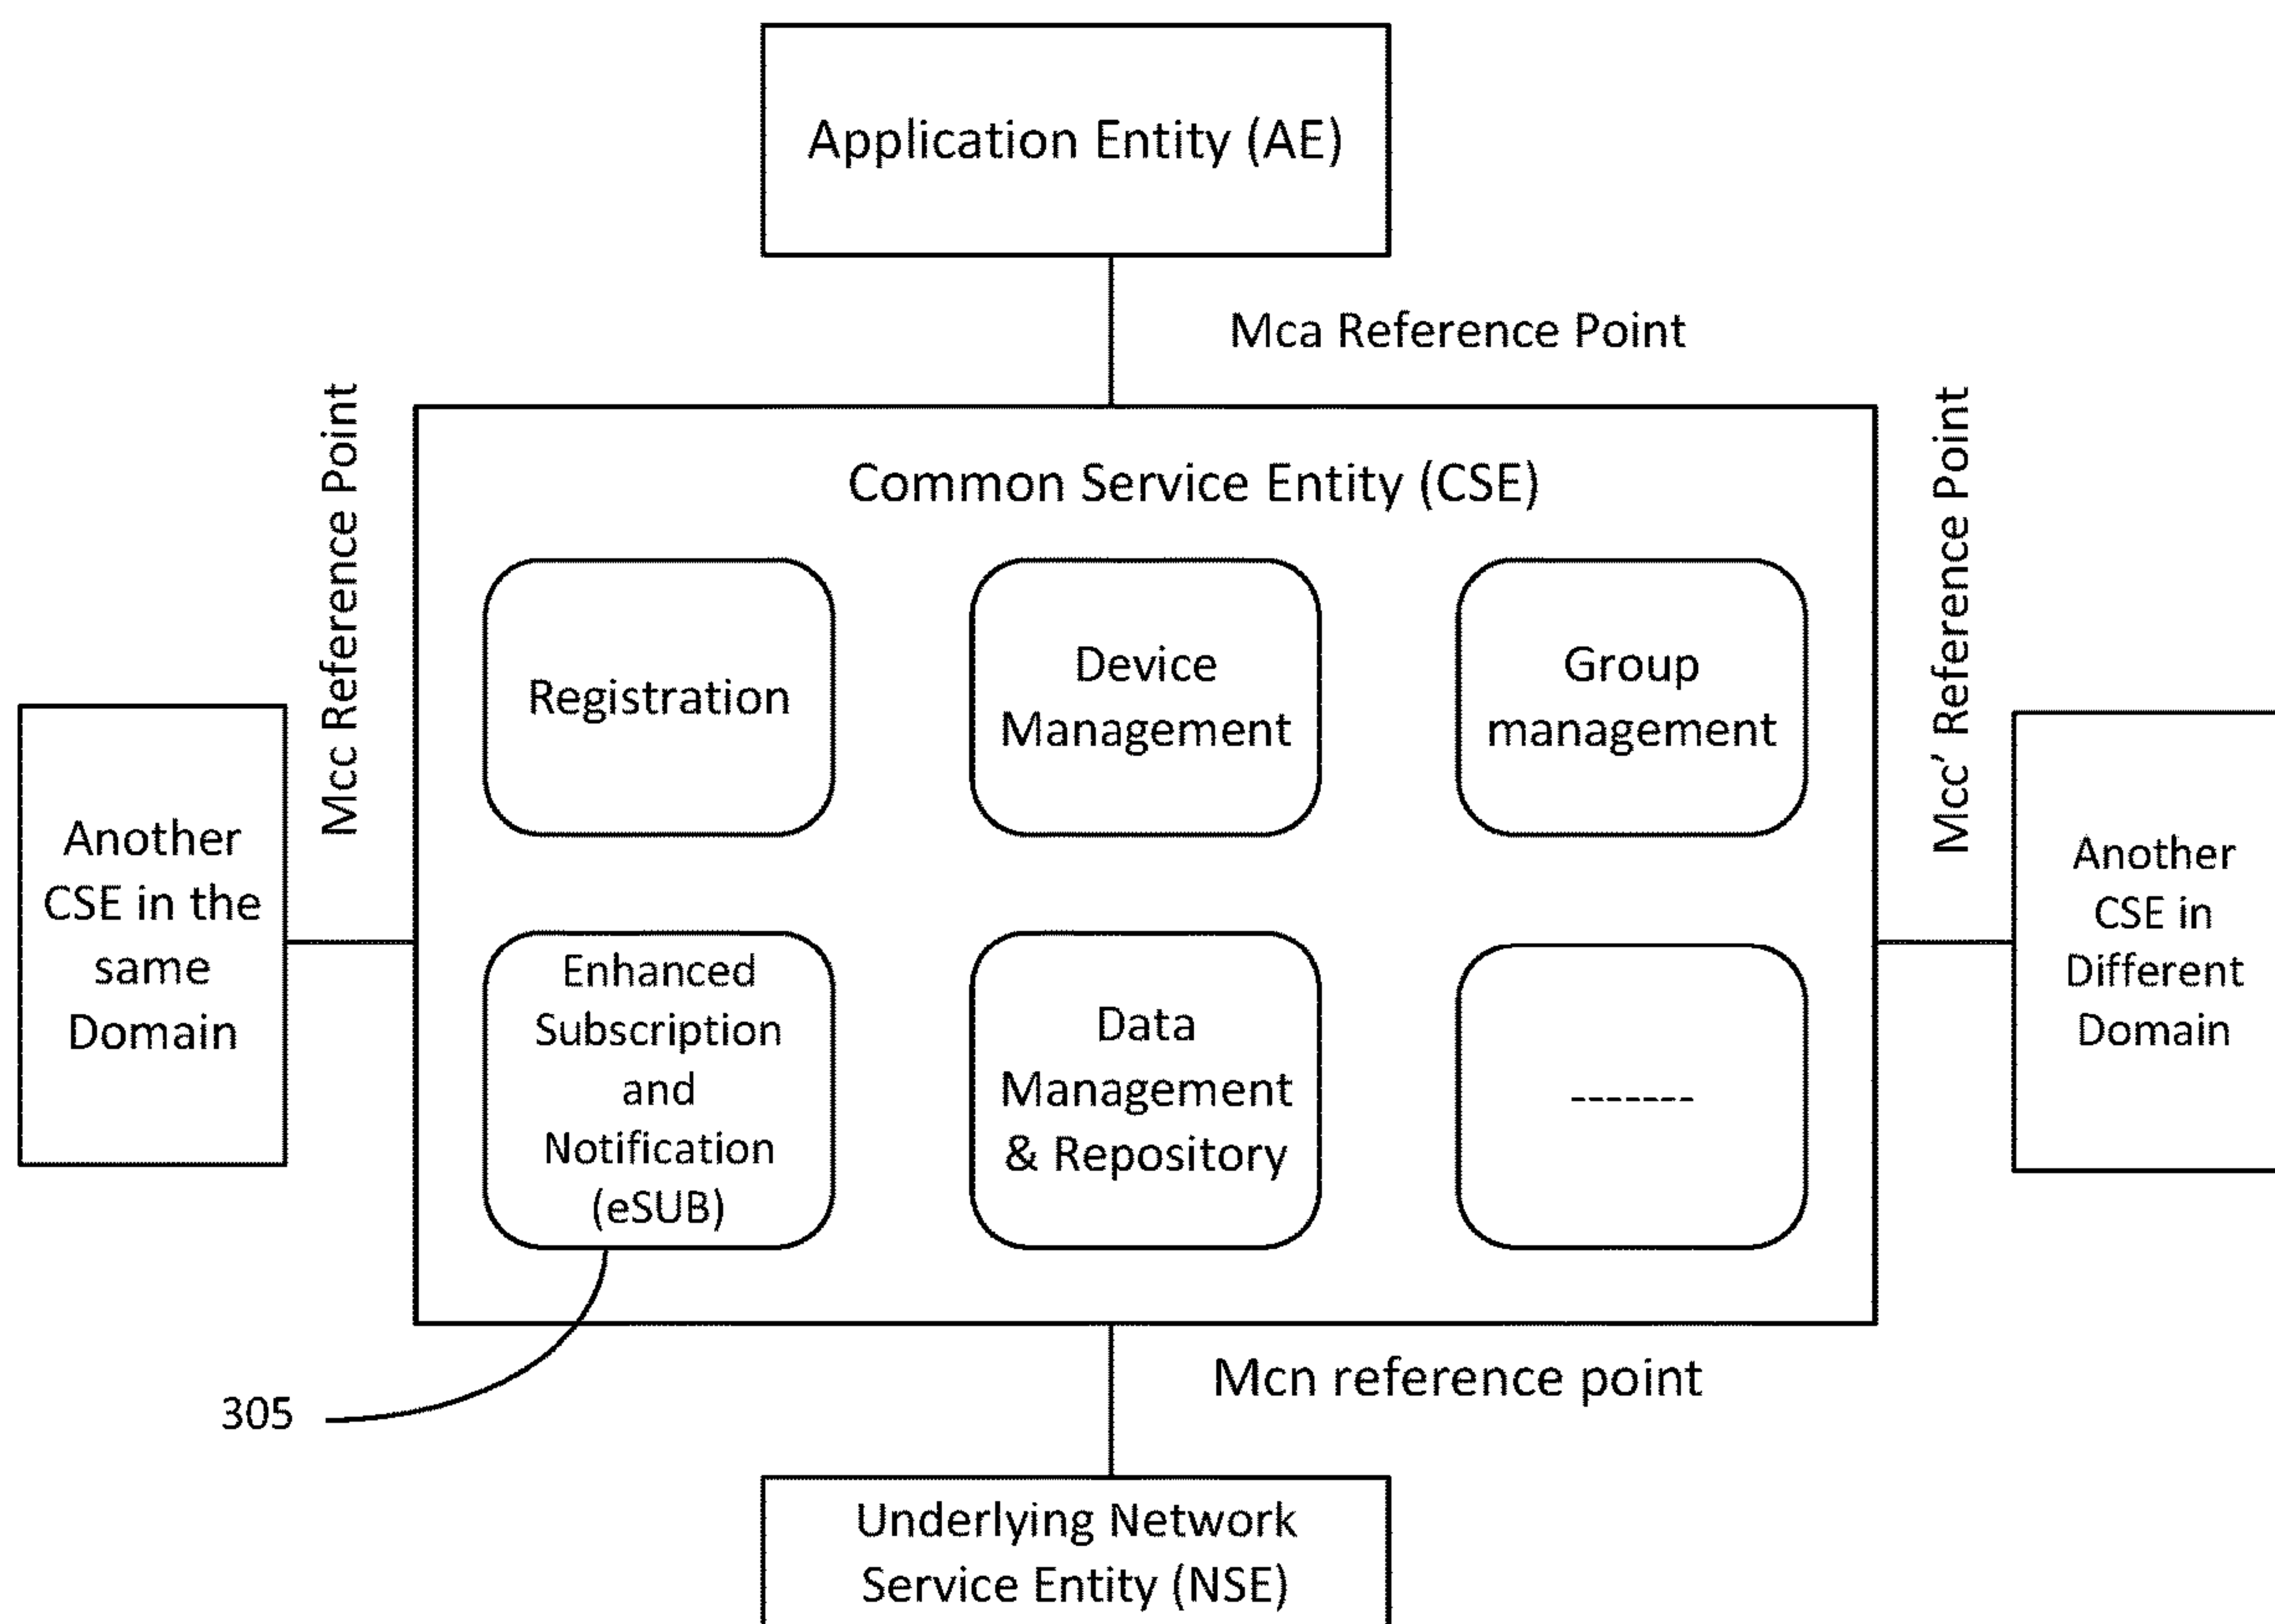 Application Entity (AE)
Mca Reference Point
Mcc Reference Point
Mcc' Reference Point
Common Service Entity (CSE)
Registration
Device
Management
Group
management
Another
CSE in the
same
Domain
Another
CSE in
Different
Domain
Enhanced
Subscription
and
Notification
(eSUB)
Data
Management
& Repository
-------
Mcn reference point
305
Underlying Network
Service Entity (NSE)